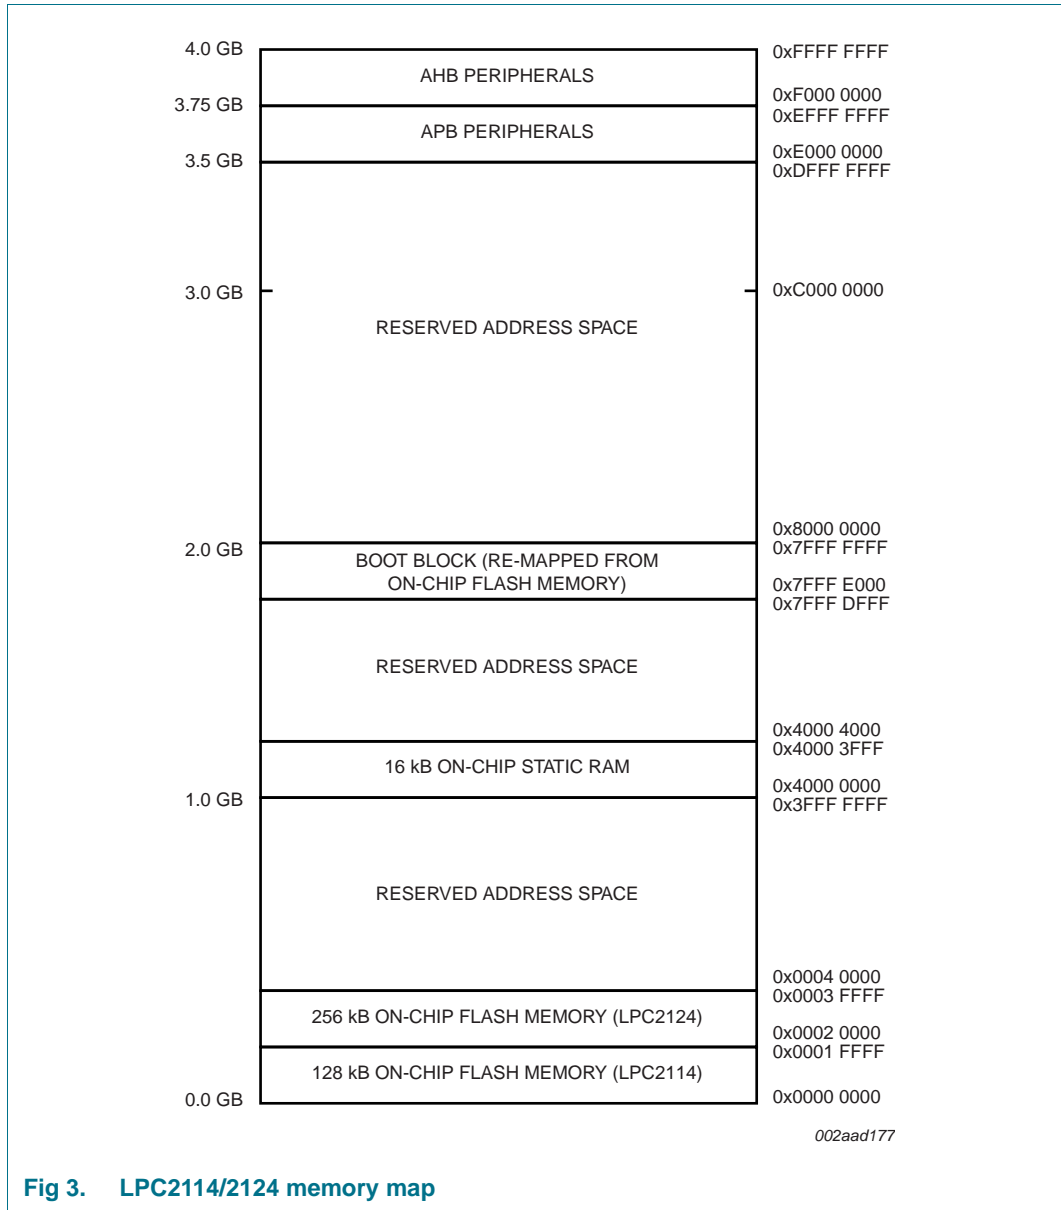 4.0 GB
0xFFFF FFFF
AHB PERIPHERALS
0xF000 0000
3.75 GB
0xEFFF FFFF
APB PERIPHERALS
0xE000 0000
3.5 GB
0xDFFF FFFF
3.0 GB
0xC000 0000
RESERVED ADDRESS SPACE
0x8000 0000
2.0 GB
0x7FFF FFFF
BOOT BLOCK (RE-MAPPED FROM
ON-CHIP FLASH MEMORY)
0x7FFF E000
0x7FFF DFFF
RESERVED ADDRESS SPACE
0x4000 4000
0x4000 3FFF
16 kB ON-CHIP STATIC RAM
0x4000 0000
1.0 GB
0x3FFF FFFF
RESERVED ADDRESS SPACE
0x0004 0000
0x0003 FFFF
256 kB ON-CHIP FLASH MEMORY (LPC2124)
0x0002 0000
0x0001 FFFF
128 kB ON-CHIP FLASH MEMORY (LPC2114)
0.0 GB
0x0000 0000
002aad177
Fig 3. LPC2114/2124 memory map